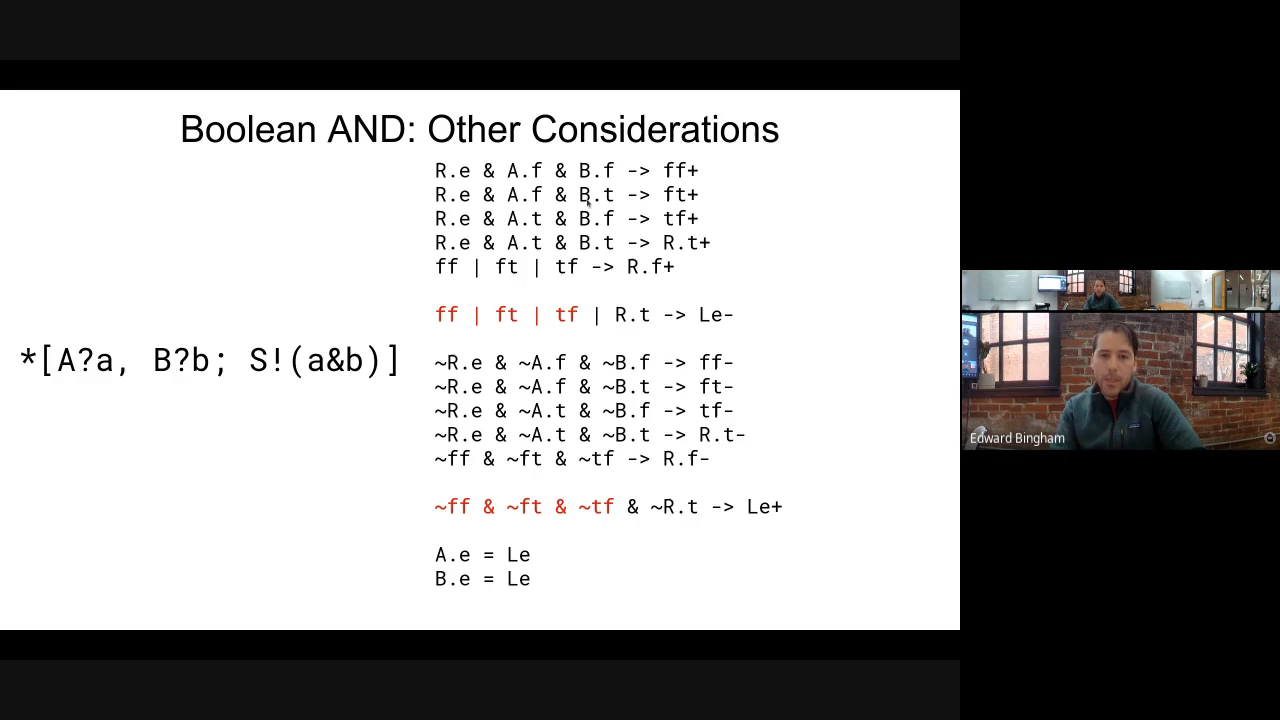 Boolean AND: Other Considerations
R.e & A.f & B.f -> ff+
R.e & A.f & B.t -> ft+
R.e & A.t & B.f -> tf+
R.e & A.t & B.t -> R.t+
ff | ft | tf -> R.f+
ff | ft | tf | R.t -> Le-
*[A?a, B?b; S!(a&b)]
~R.e & ~A.f & ~B.f -> ff-
~R.e & ~A.f & ~B.t -> ft-
~R.e & ~A.t & ~B.f -> tf-
~R.e & ~A.t & ~B.t -> R.t-
~ff & ~ft & ~tf -> R.f-
~ff & ~ft & ~tf & ~R.t -> Le+
A.e = Le
B.e = Le
Edward Bingham